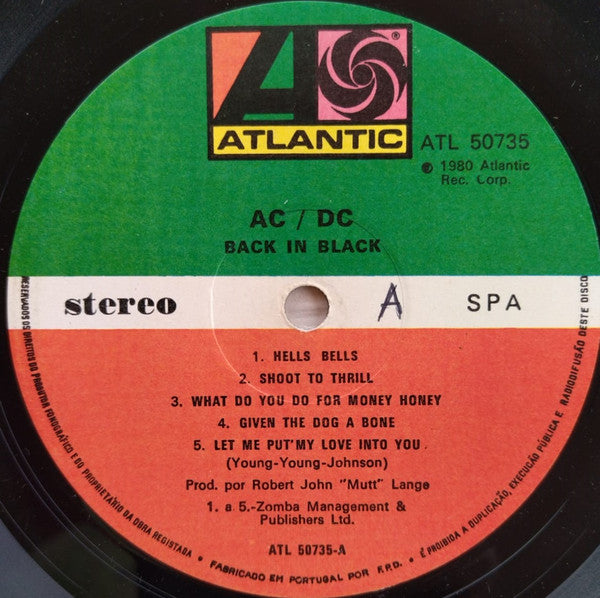 ATLANTIC
®
ATL 50735
℗ 1980 Atlantic
Rec. Corp.
AC / DC
BACK IN BLACK
stereo
A
SPA
1. HELLS BELLS
2. SHOOT TO THRILL
3. WHAT DO YOU DO FOR MONEY HONEY
4. GIVEN THE DOG A BONE
5. LET ME PUT'MY LOVE INTO YOU.
(Young-Young-Johnson)
Prod. por Robert John "Mutt" Lange
1. a 5.-Zomba Management &
Publishers Ltd.
ATL 50735-A
RESERVADOS OS DIREITOS DO PRODUTOR FONOGRÁFICO E DO PROPRIETÁRIO DA OBRA REGISTADA • FABRICADO EM PORTUGAL POR F.P.D. • É PROIBIDA A DUPLICAÇÃO, EXECUÇÃO PÚBLICA E RADIODIFUSÃO DESTE DISCO